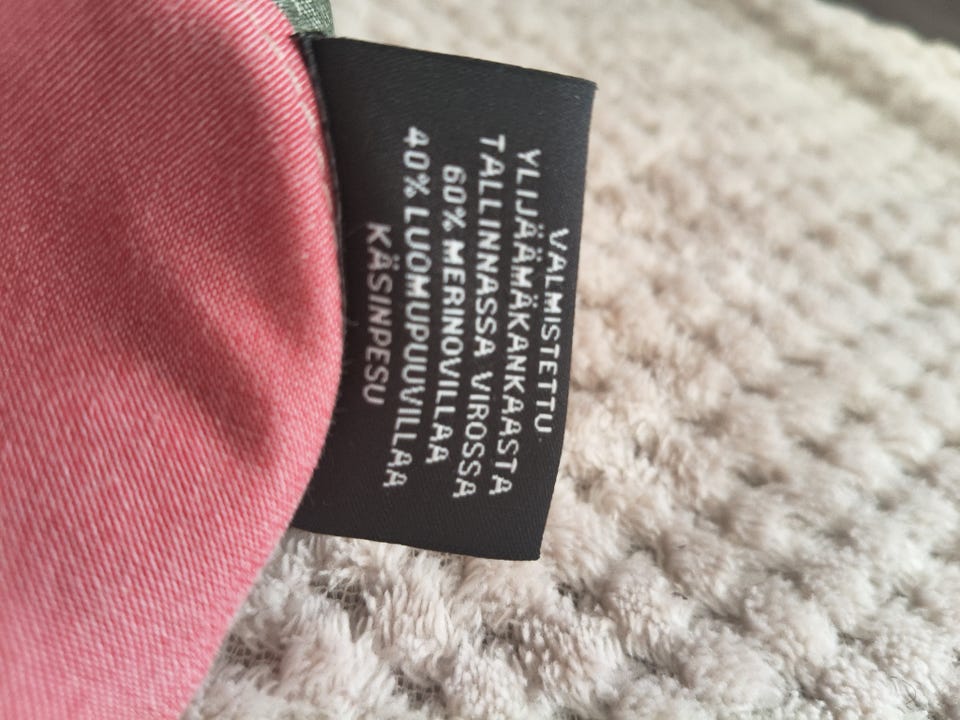 VALMISTETTU
YLIJÄÄMÄKANKAASTA
TALLINNASSA VIROSSA
60% MERINOVILLAA
40% LUOMUPUUVILLAA
KÄSINPESU